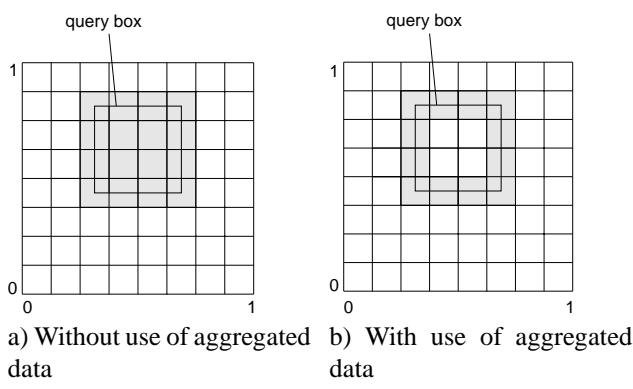 query box
query box
1
1
0
0
0
1
0
1
a) Without use of aggregated data
b) With use of aggregated data